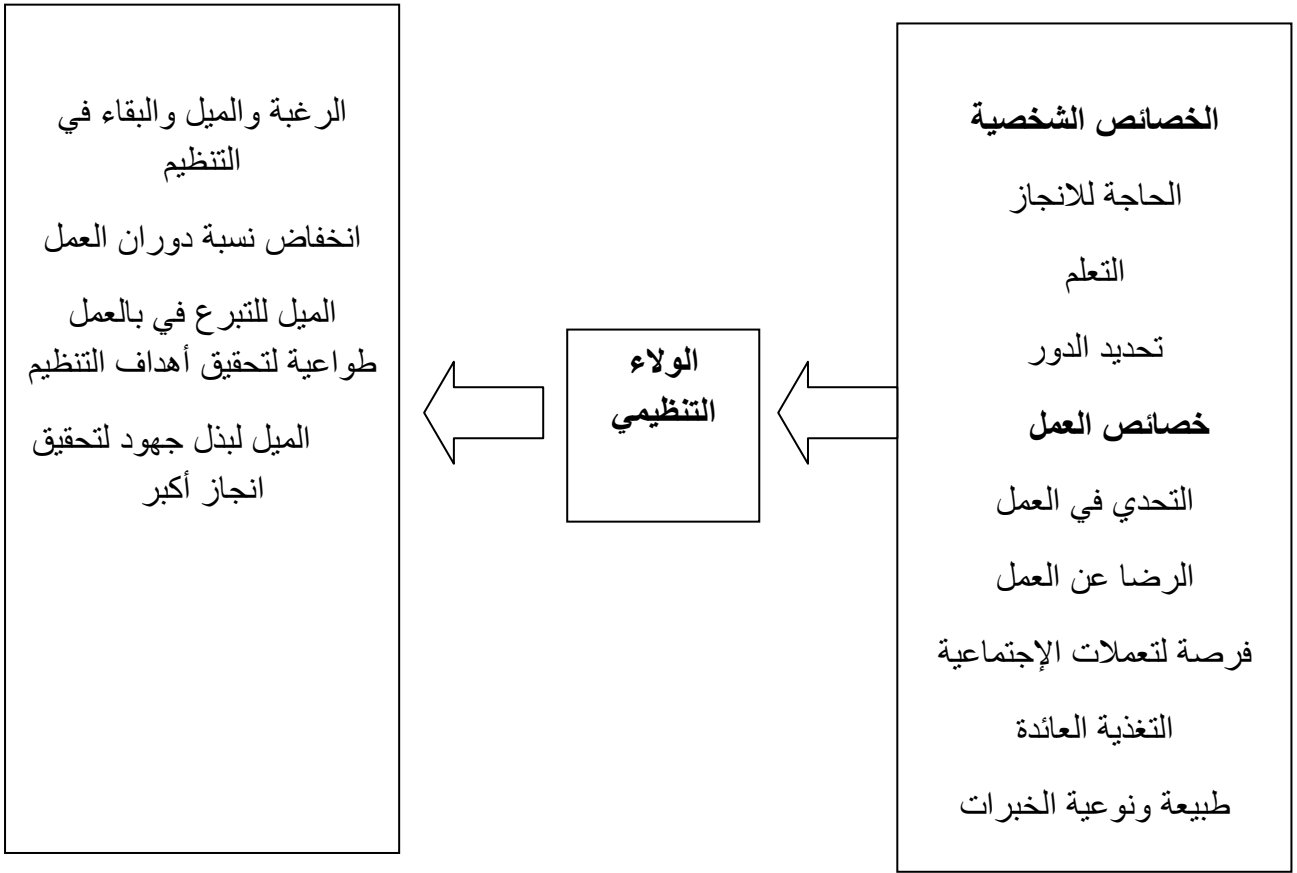 الخصائص الشخصية
الحاجة للانجاز
التعلم
تحديد الدور
خصائص العمل
التحدي في العمل
الرضا عن العمل
فرصة لتعملات الإجتماعية
التغذية العائدة
طبيعة ونوعية الخبرات
الولاء
التنظيمي
الرغبة والميل والبقاء في
التنظيم
انخفاض نسبة دوران العمل
الميل للتبرع في بالعمل
طواعية لتحقيق أهداف التنظيم
الميل لبذل جهود لتحقيق
انجاز أكبر